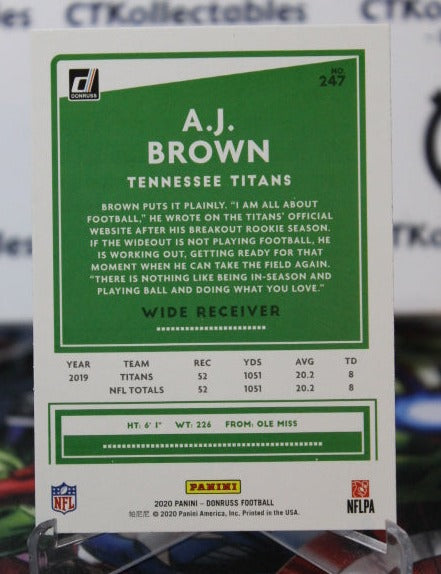 CTKollectables
CTKollectables
DONRUSS
NO.
247
A.J.
BROWN
TENNESSEE TITANS
BROWN PUTS IT PLAINLY. "I AM ALL ABOUT
FOOTBALL," HE WROTE ON THE TITANS' OFFICIAL
WEBSITE AFTER HIS BREAKOUT ROOKIE SEASON.
IF THE WIDEOUT IS NOT PLAYING FOOTBALL, HE
IS WORKING OUT, GETTING READY FOR THAT
MOMENT WHEN HE CAN TAKE THE FIELD AGAIN.
"THERE IS NOTHING LIKE BEING IN-SEASON AND
PLAYING BALL AND DOING WHAT YOU LOVE."
WIDE RECEIVER
YEAR TEAM REC YDS AVG TD
2019 TITANS 52 1051 20.2 8
NFL TOTALS 52 1051 20.2 8
HT: 6' 1" WT: 226 FROM: OLE MISS
NFL
PANINI
NFLPA
2020 PANINI – DONRUSS FOOTBALL
帕尼尼 © 2020 Panini America, Inc. Printed in the USA.